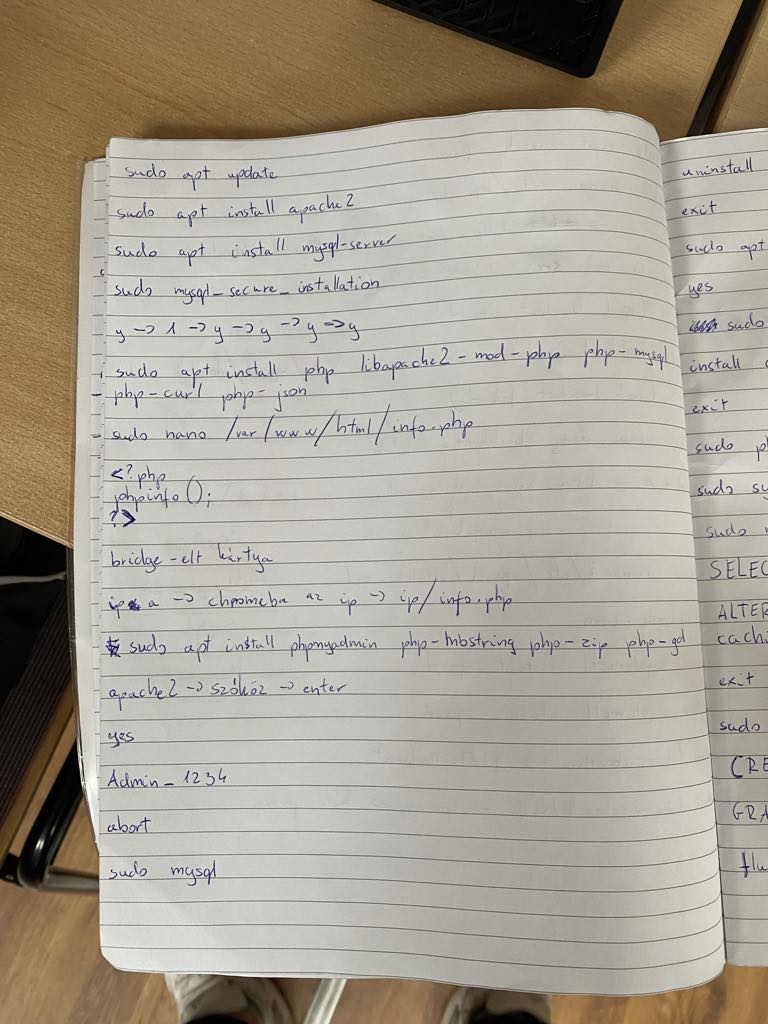 sudo apt update
sudo apt install apache2
sudo apt install mysql-server
sudo mysql_secure_installation
y -> 1 -> y -> y -> y -> y
sudo apt install php libapache2-mod-php php-mysql
php-curl php-json
sudo nano /var/www/html/info.php
<?php
phpinfo();
?>
bridge-elt kártya
ip a -> chromeba az ip -> ip/info.php
sudo apt install phpmyadmin php-mbstring php-zip php-gd
apache2 -> szóköz -> enter
yes
Admin_1234
abort
sudo mysql
uninstall
exit
sudo apt
yes
sudo
install
exit
sudo
sudo
sudo
SELEC
ALTER
cachi
exit
sudo
CRE
GRA
flu